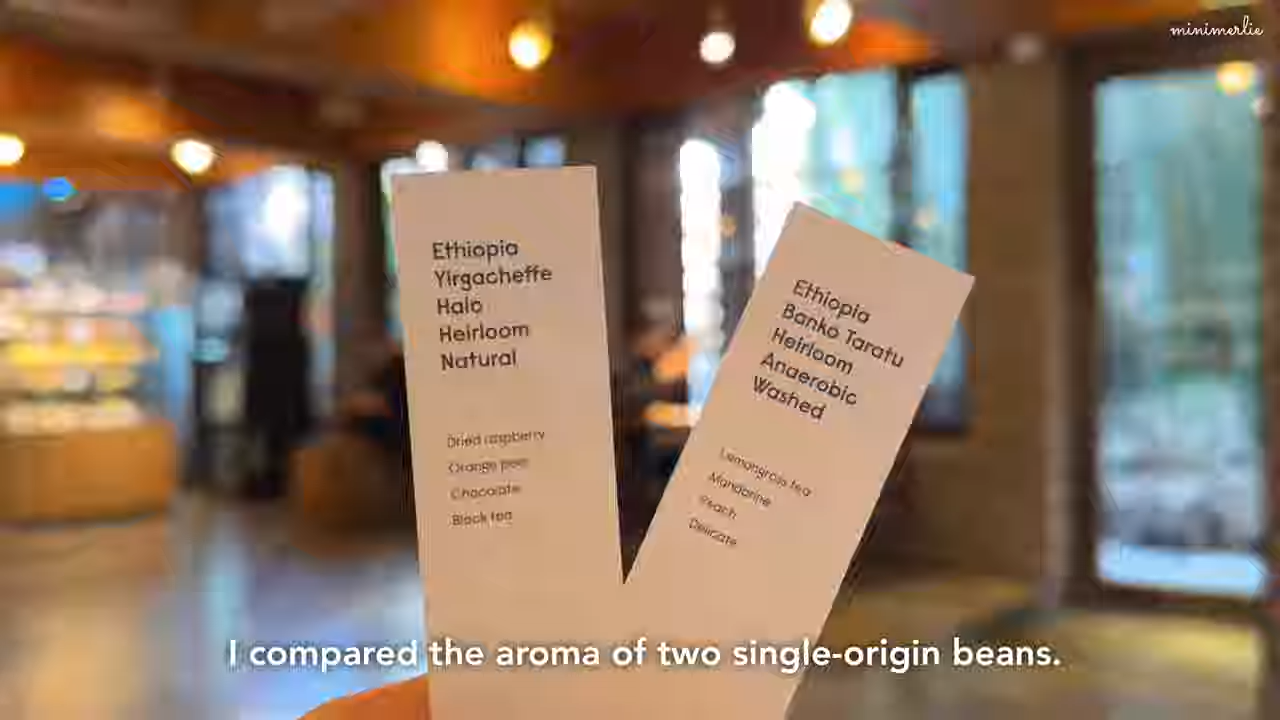 minimerlie
Ethiopia
Yirgacheffe
Halo
Heirloom
Natural
Dried raspberry
Orange peel
Chocolate
Black tea
Ethiopia
Banko Taratu
Heirloom
Anaerobic
Washed
Lemongrass tea
Mandarine
Peach
Delicate
I compared the aroma of two single-origin beans.